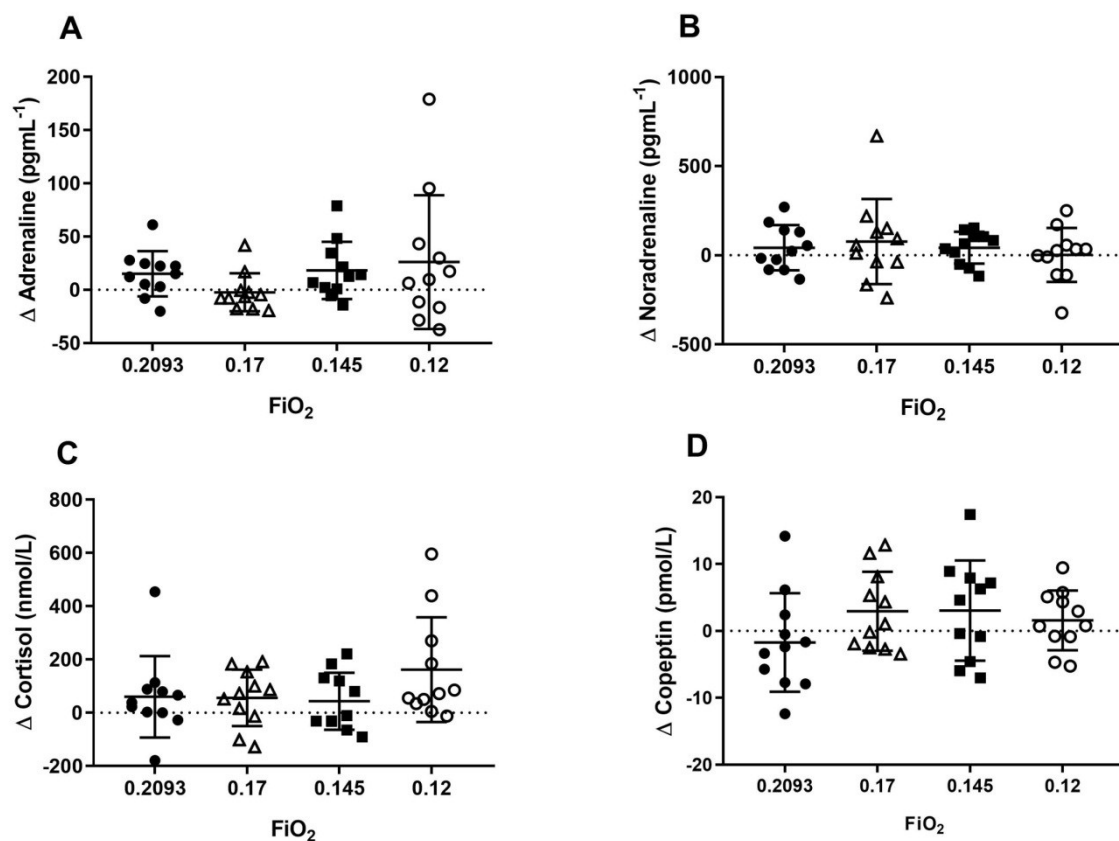 A
Δ Adrenaline (pgmL⁻¹)
200
150
100
50
0
-50
0.2093 0.17 0.145 0.12
FiO₂
B
Δ Noradrenaline (pgmL⁻¹)
1000
500
0
-500
0.2093 0.17 0.145 0.12
FiO₂
C
Δ Cortisol (nmol/L)
800
600
400
200
0
-200
0.2093 0.17 0.145 0.12
FiO₂
D
Δ Copeptin (pmol/L)
20
10
0
-10
-20
0.2093 0.17 0.145 0.12
FiO₂